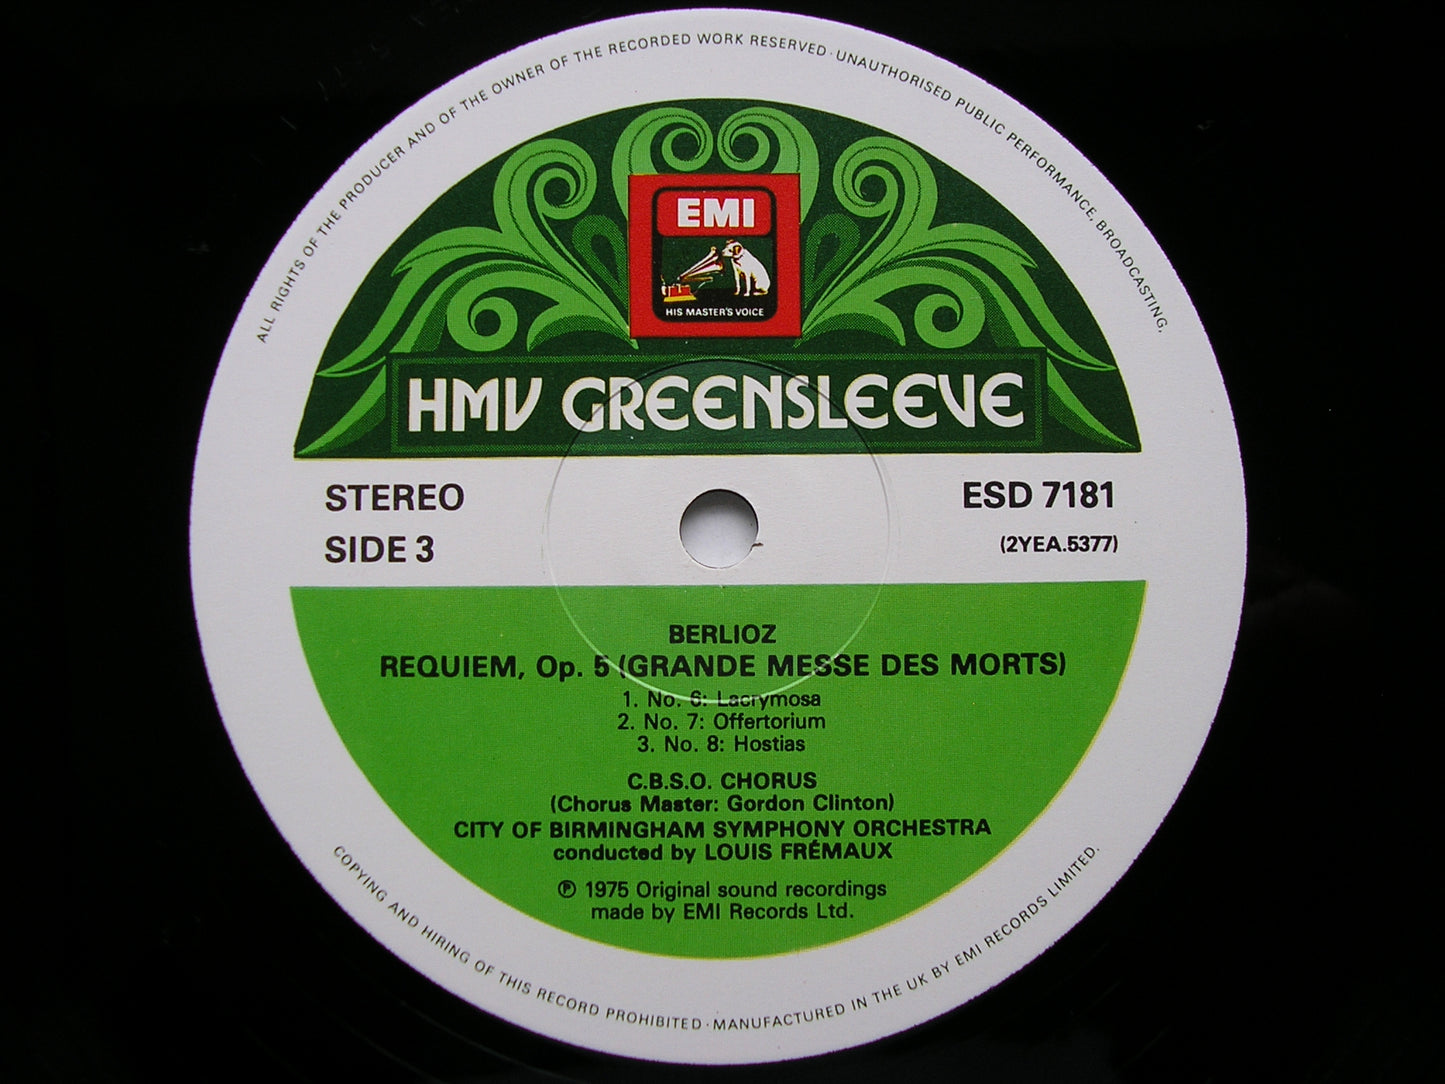 ALL RIGHTS OF THE PRODUCER AND OF THE OWNER OF THE RECORDED WORK RESERVED · UNAUTHORISED PUBLIC PERFORMANCE, BROADCASTING,
EMI
HIS MASTER'S VOICE
HMV GREENSLEEVE
STEREO
ESD 7181
SIDE 3
(2YEA.5377)
BERLIOZ
REQUIEM, Op. 5 (GRANDE MESSE DES MORTS)
1. No. 6: Lacrymosa
2. No. 7: Offertorium
3. No. 8: Hostias
C.B.S.O. CHORUS
(Chorus Master: Gordon Clinton)
CITY OF BIRMINGHAM SYMPHONY ORCHESTRA
conducted by LOUIS FRÉMAUX
℗ 1975 Original sound recordings
made by EMI Records Ltd.
COPYING AND HIRING OF THIS RECORD PROHIBITED · MANUFACTURED IN THE UK BY EMI RECORDS LIMITED.